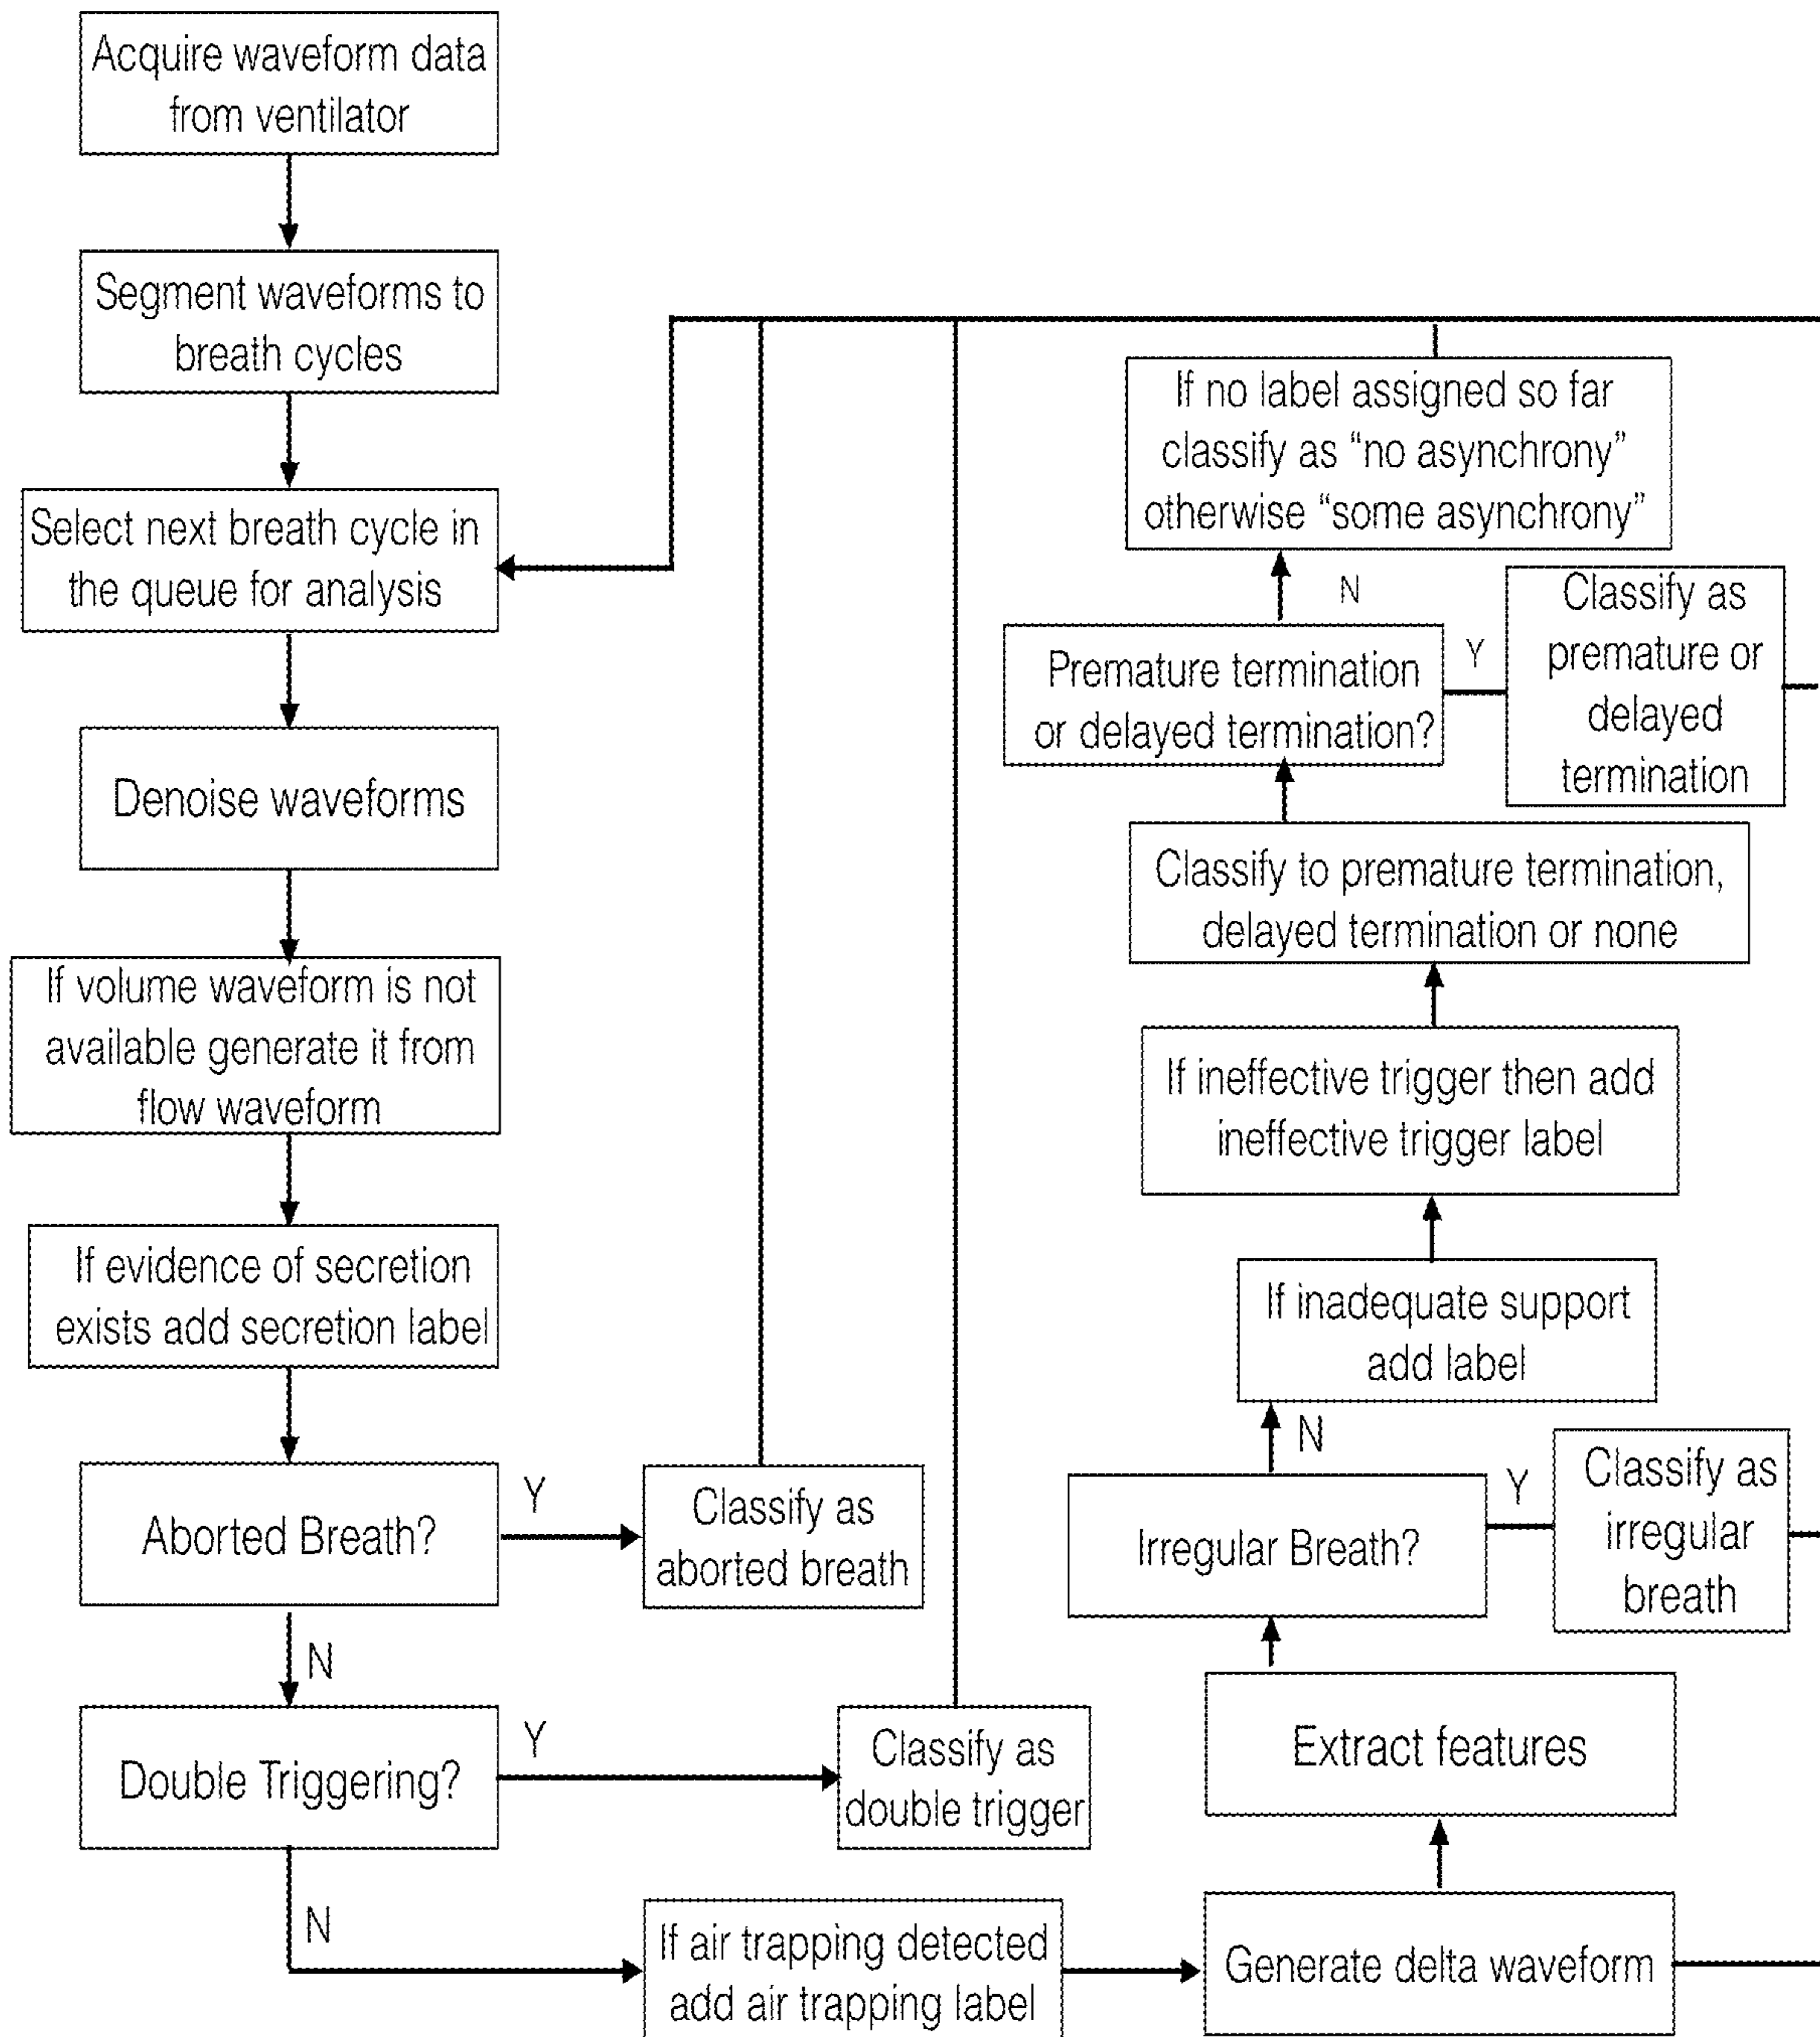 Acquire waveform data
from ventilator
Segment waveforms to
breath cycles
Select next breath cycle in
the queue for analysis
Denoise waveforms
If volume waveform is not
available generate it from
flow waveform
If evidence of secretion
exists add secretion label
Aborted Breath?
Y
Classify as
aborted breath
N
Double Triggering?
Y
Classify as
double trigger
N
If air trapping detected
add air trapping label
Generate delta waveform
Extract features
Irregular Breath?
Y
Classify as
irregular
breath
N
If inadequate support
add label
If ineffective trigger then add
ineffective trigger label
Classify to premature termination,
delayed termination or none
Premature termination
or delayed termination?
Y
Classify as
premature or
delayed
termination
N
If no label assigned so far
classify as “no asynchrony”
otherwise “some asynchrony”